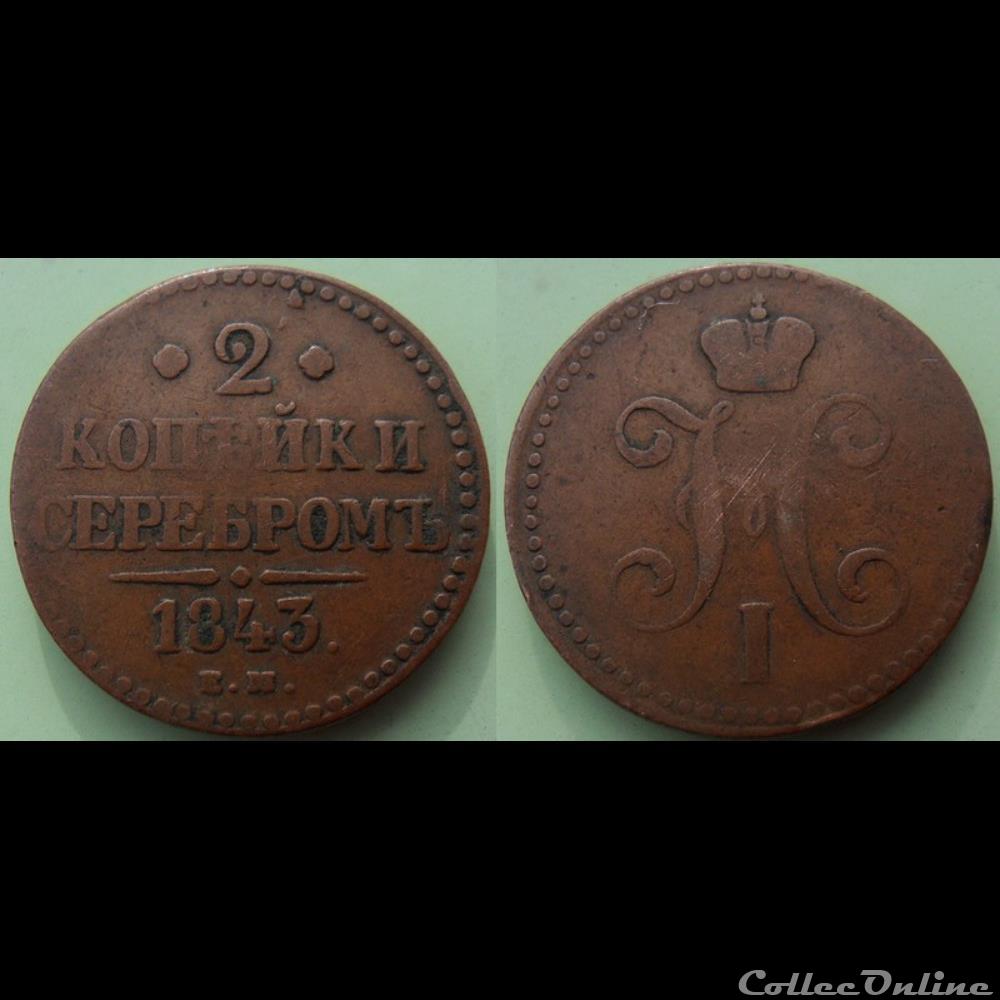 2
КОПѢЙКИ
СЕРЕБРОМЪ
1843.
Е.М.
I
CollecOnline